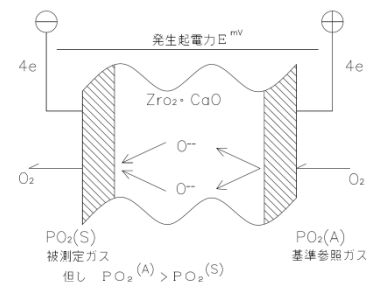 ⊖ ⊕
発生起電力E mV
4e 4e
Zro₂・CaO
O⁻⁻
O⁻⁻
O₂ O₂
PO₂(S) PO₂(A)
被測定ガス 基準参照ガス
但し PO₂(A)>PO₂(S)